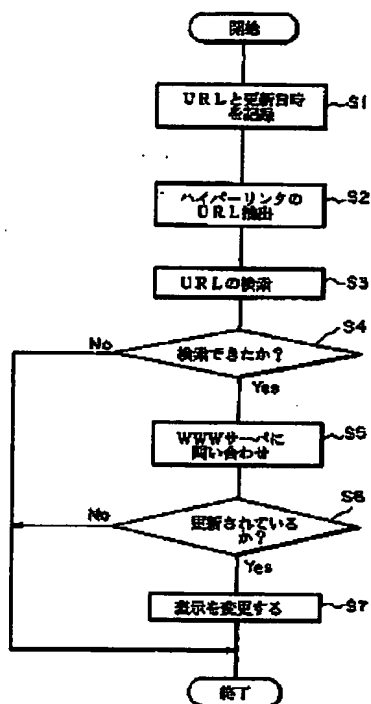 開始
URLと更新日時
を記録
S1
ハイパーリンクの
URL抽出
S2
URLの検索
S3
S4
検索できたか?
No
Yes
WWWサーバに
問い合わせ
S5
S6
更新されている
か?
No
Yes
表示を変更する
S7
終了